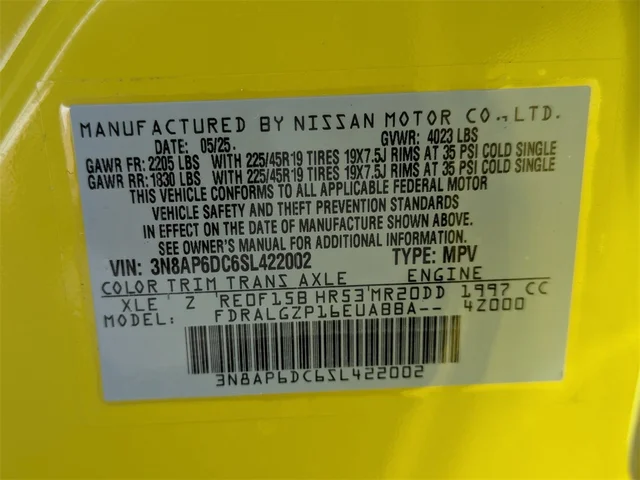 MANUFACTURED BY NISSAN MOTOR CO., LTD.
DATE: 05/25. GVWR: 4023 LBS
GAWR FR: 2205 LBS WITH 225/45R19 TIRES 19X7.5J RIMS AT 35 PSI COLD SINGLE
GAWR RR: 1830 LBS WITH 225/45R19 TIRES 19X7.5J RIMS AT 35 PSI COLD SINGLE
THIS VEHICLE CONFORMS TO ALL APPLICABLE FEDERAL MOTOR
VEHICLE SAFETY AND THEFT PREVENTION STANDARDS
IN EFFECT ON THE DATE OF MANUFACTURE SHOWN ABOVE.
SEE OWNER'S MANUAL FOR ADDITIONAL INFORMATION.
VIN: 3N8AP6DC6SL422002 TYPE: MPV
COLOR TRIM TRANS AXLE ENGINE
XLE Z RE0F15B HR53 MR20DD 1997 CC
MODEL: FDRALGZP16EUABBA-- 4Z000
3N8AP6DC6SL422002